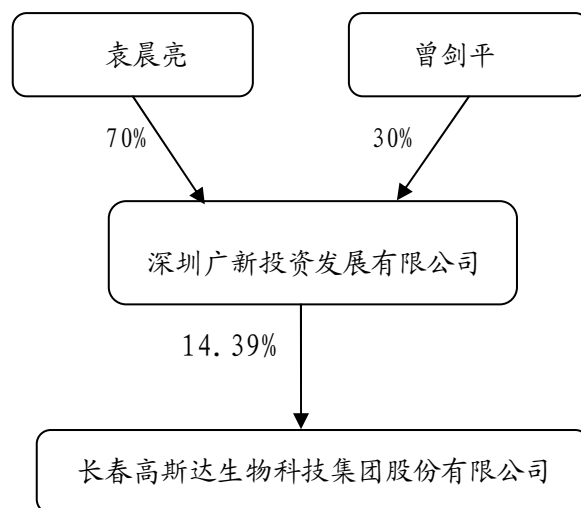 袁晨亮
曾剑平
70%
30%
深圳广新投资发展有限公司
14.39%
长春高斯达生物科技集团股份有限公司